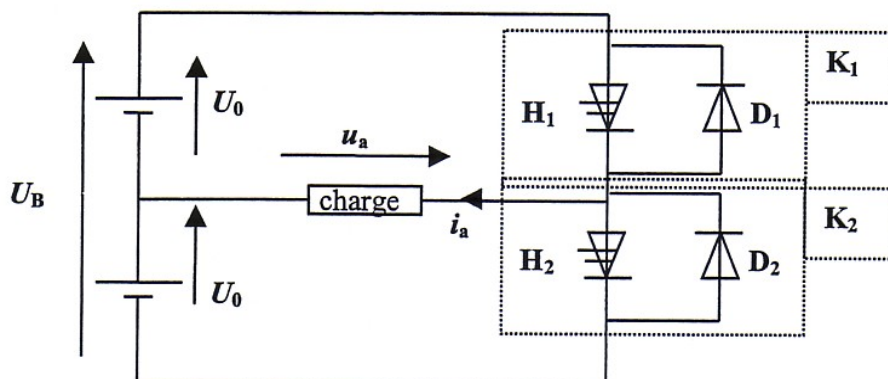 K₁
U₀
H₁
D₁
uₐ
U_B
charge
iₐ
K₂
H₂
D₂
U₀